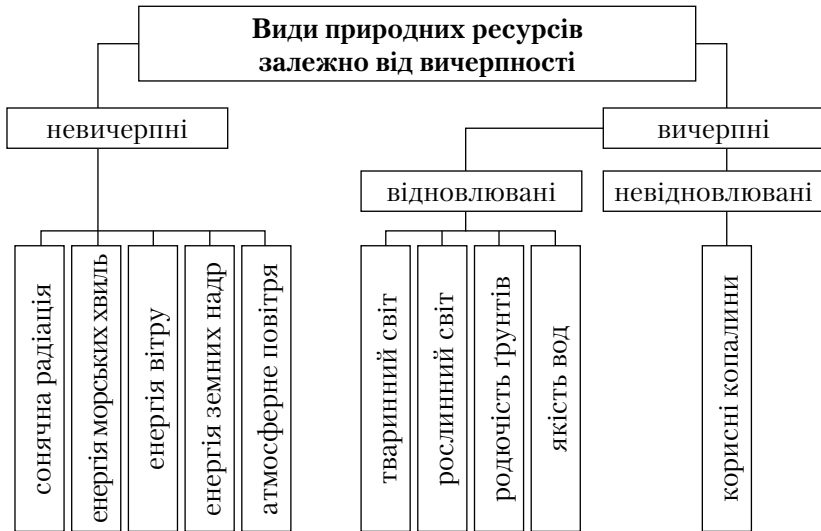 Види природних ресурсів
залежно від вичерпності
невичерпні
вичерпні
відновлювані
невідновлювані
сонячна радіація
енергія морських хвиль
енергія вітру
енергія земних надр
атмосферне повітря
тваринний світ
рослинний світ
родючість ґрунтів
якість вод
корисні копалини